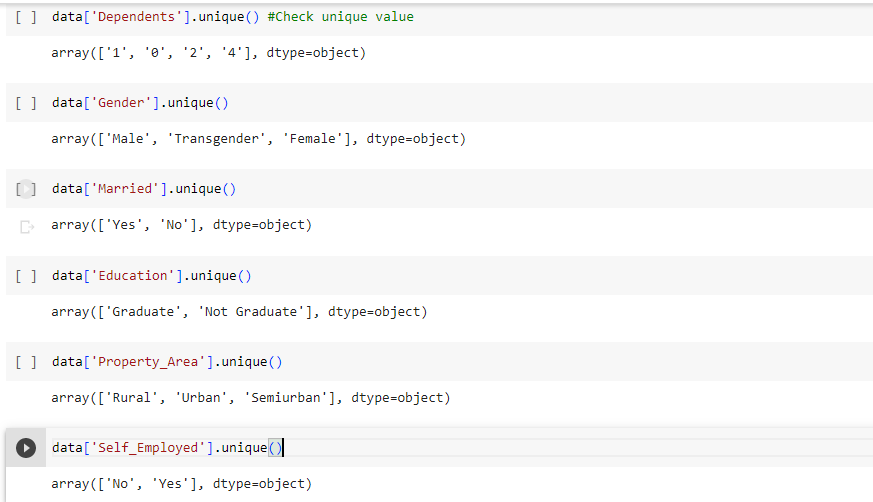 [ ] data['Dependents'].unique() #Check unique value
array(['1', '0', '2', '4'], dtype=object)
[ ] data['Gender'].unique()
array(['Male', 'Transgender', 'Female'], dtype=object)
[ ] data['Married'].unique()
array(['Yes', 'No'], dtype=object)
[ ] data['Education'].unique()
array(['Graduate', 'Not Graduate'], dtype=object)
[ ] data['Property_Area'].unique()
array(['Rural', 'Urban', 'Semiurban'], dtype=object)
data['Self_Employed'].unique()
array(['No', 'Yes'], dtype=object)